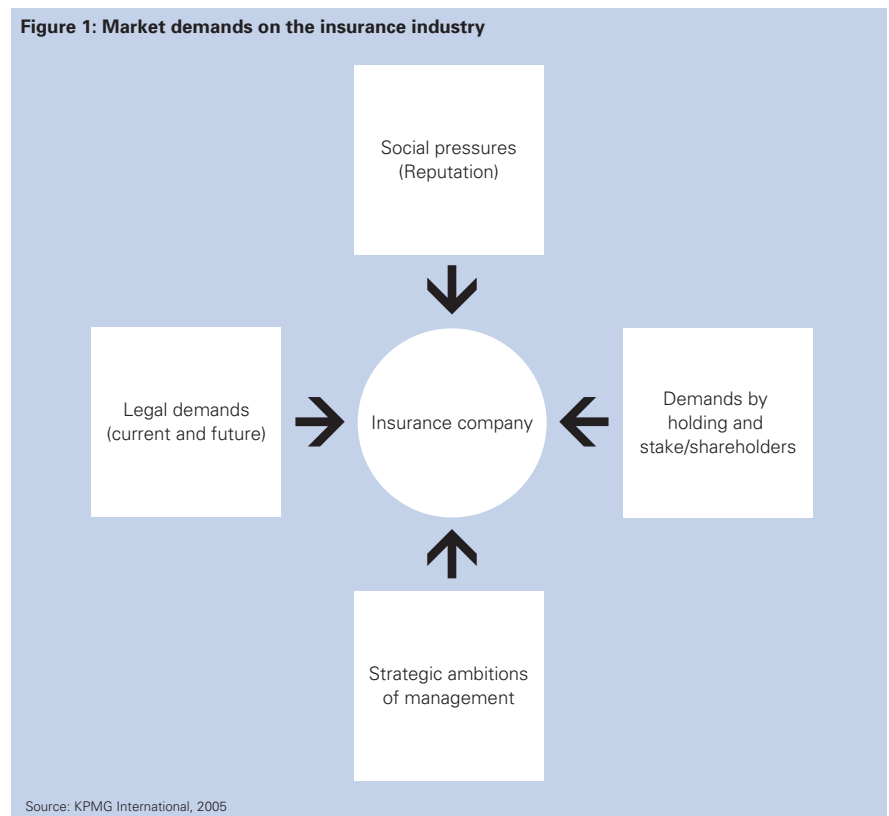 Figure 1: Market demands on the insurance industry
Social pressures
(Reputation)
Legal demands
(current and future)
Insurance company
Demands by
holding and
stake/shareholders
Strategic ambitions
of management
Source: KPMG International, 2005